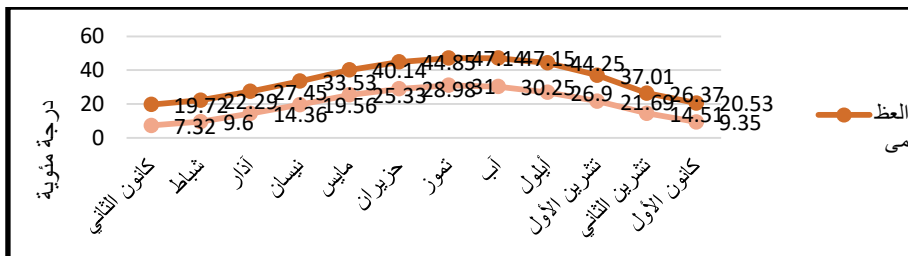 60
40
20
0
درجة مئوية
19.72 22.29 27.45 33.53 40.14 44.85 47.14 47.15 44.25 37.01 26.37 20.53
7.32 9.6 14.36 19.56 25.33 28.98 31 30.25 26.9 21.69 14.51 9.35
كانون الثاني
شباط
آذار
نيسان
مايس
حزيران
تموز
آب
أيلول
تشرين الأول
تشرين الثاني
كانون الأول
العظ
مى